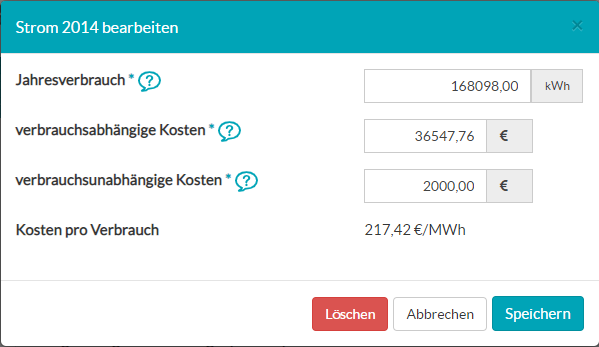 Strom 2014 bearbeiten ×
Jahresverbrauch * ? 168098,00 kWh
verbrauchsabhängige Kosten * ? 36547,76 €
verbrauchsunabhängige Kosten * ? 2000,00 €
Kosten pro Verbrauch 217,42 €/MWh
Löschen Abbrechen Speichern